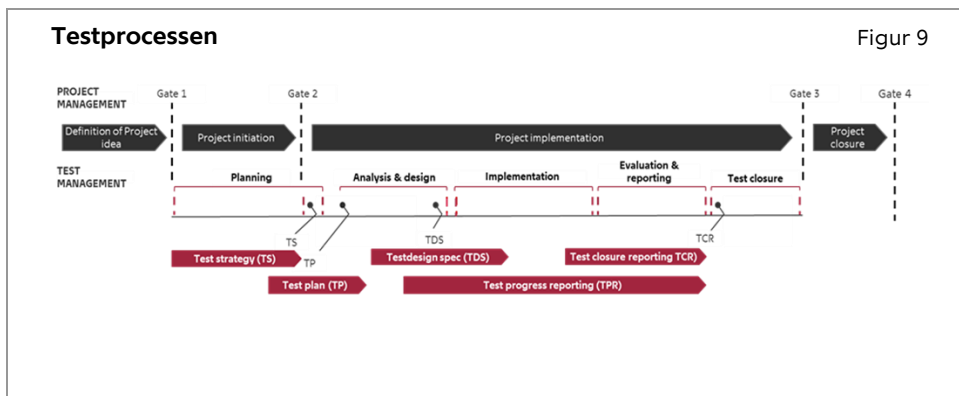 Testprocessen
Figur 9
PROJECT
MANAGEMENT
Gate 1
Gate 2
Gate 3
Gate 4
Definition of Project
idea
Project initiation
Project implementation
Project
closure
TEST
MANAGEMENT
Planning
Analysis & design
Implementation
Evaluation &
reporting
Test closure
TS
TP
TDS
TCR
Test strategy (TS)
Testdesign spec (TDS)
Test closure reporting TCR)
Test plan (TP)
Test progress reporting (TPR)